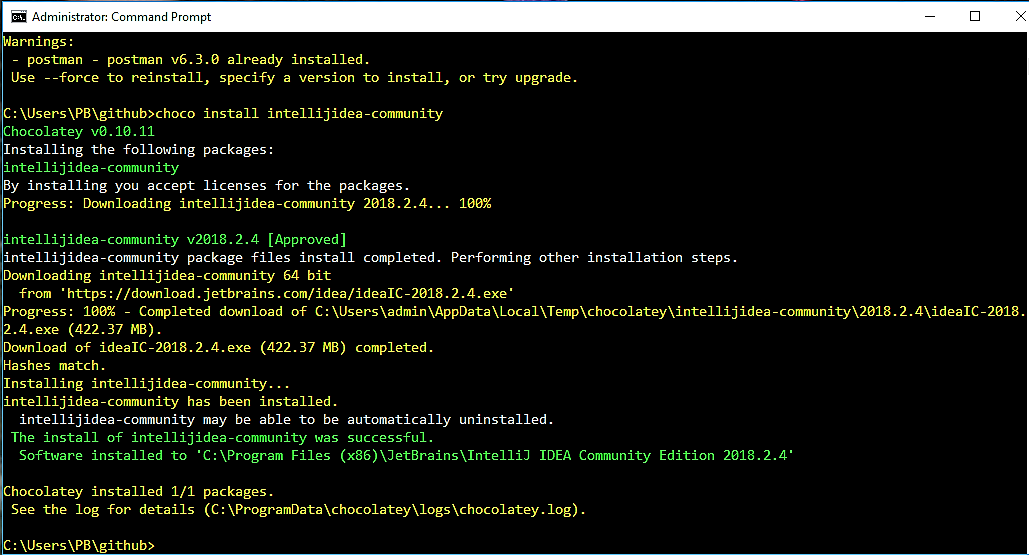 Administrator: Command Prompt
Warnings:
 - postman - postman v6.3.0 already installed.
 Use --force to reinstall, specify a version to install, or try upgrade.
C:\Users\PB\github>choco install intellijidea-community
Chocolatey v0.10.11
Installing the following packages:
intellijidea-community
By installing you accept licenses for the packages.
Progress: Downloading intellijidea-community 2018.2.4... 100%
intellijidea-community v2018.2.4 [Approved]
intellijidea-community package files install completed. Performing other installation steps.
Downloading intellijidea-community 64 bit
  from 'https://download.jetbrains.com/idea/ideaIC-2018.2.4.exe'
Progress: 100% - Completed download of C:\Users\admin\AppData\Local\Temp\chocolatey\intellijidea-community\2018.2.4\ideaIC-2018.
2.4.exe (422.37 MB).
Download of ideaIC-2018.2.4.exe (422.37 MB) completed.
Hashes match.
Installing intellijidea-community...
intellijidea-community has been installed.
  intellijidea-community may be able to be automatically uninstalled.
 The install of intellijidea-community was successful.
  Software installed to 'C:\Program Files (x86)\JetBrains\IntelliJ IDEA Community Edition 2018.2.4'
Chocolatey installed 1/1 packages.
 See the log for details (C:\ProgramData\chocolatey\logs\chocolatey.log).
C:\Users\PB\github>